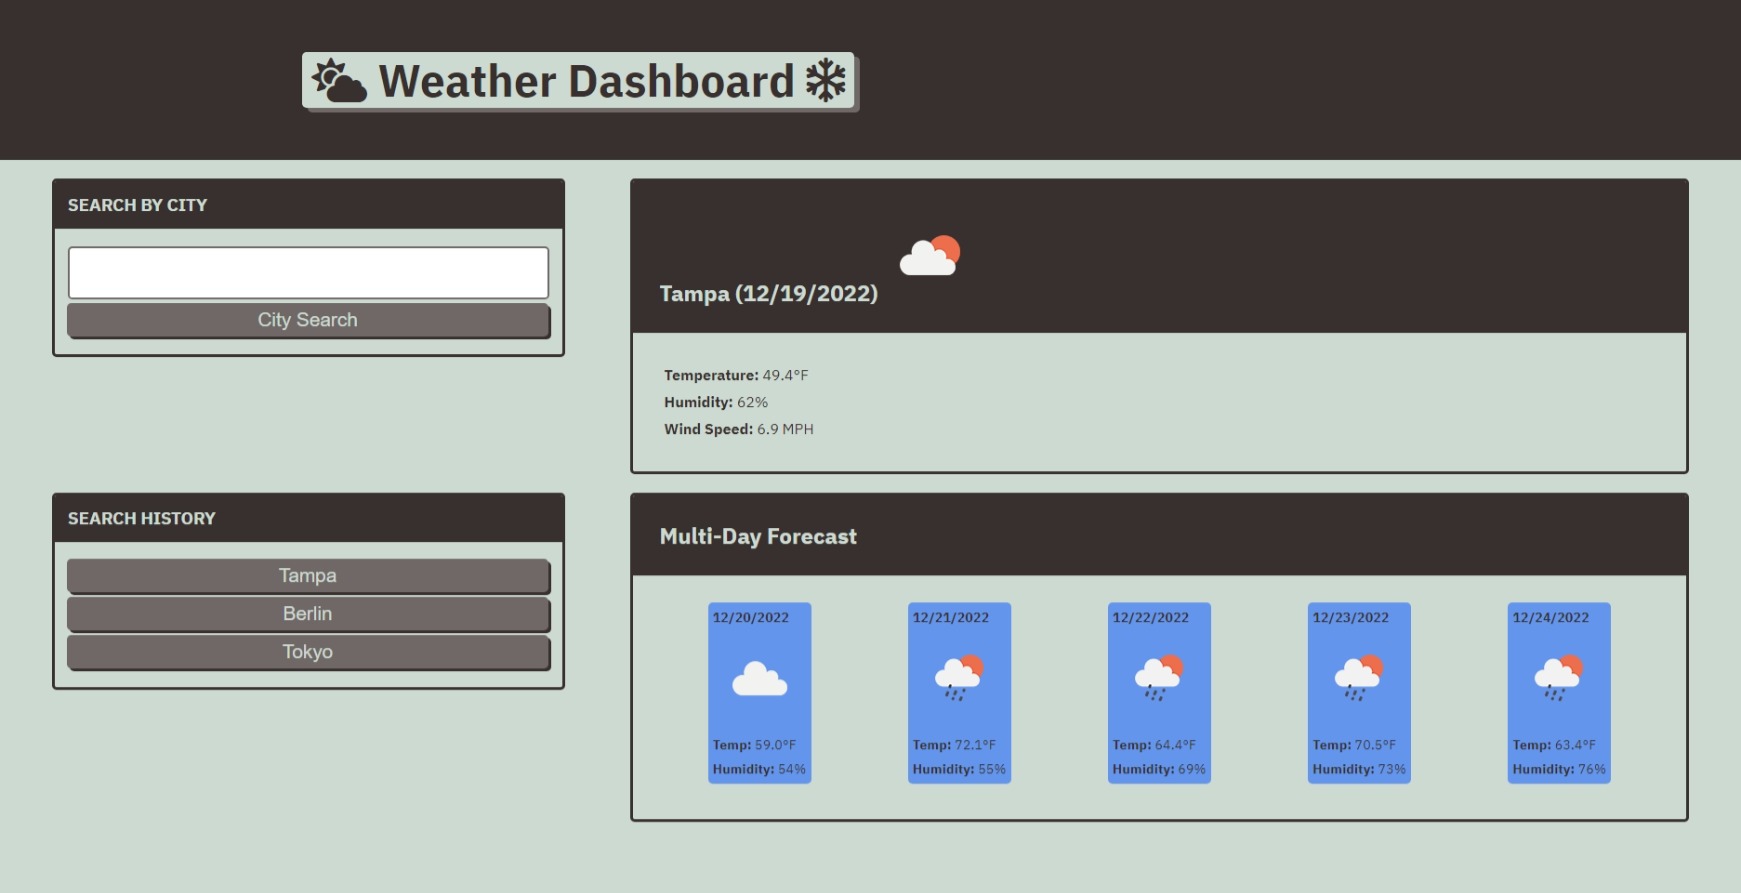 Weather Dashboard
SEARCH BY CITY
City Search
SEARCH HISTORY
Tampa
Berlin
Tokyo
Tampa (12/19/2022)
Temperature: 49.4°F
Humidity: 62%
Wind Speed: 6.9 MPH
Multi-Day Forecast
12/20/2022
Temp: 59.0°F
Humidity: 54%
12/21/2022
Temp: 72.1°F
Humidity: 55%
12/22/2022
Temp: 64.4°F
Humidity: 69%
12/23/2022
Temp: 70.5°F
Humidity: 73%
12/24/2022
Temp: 63.4°F
Humidity: 76%